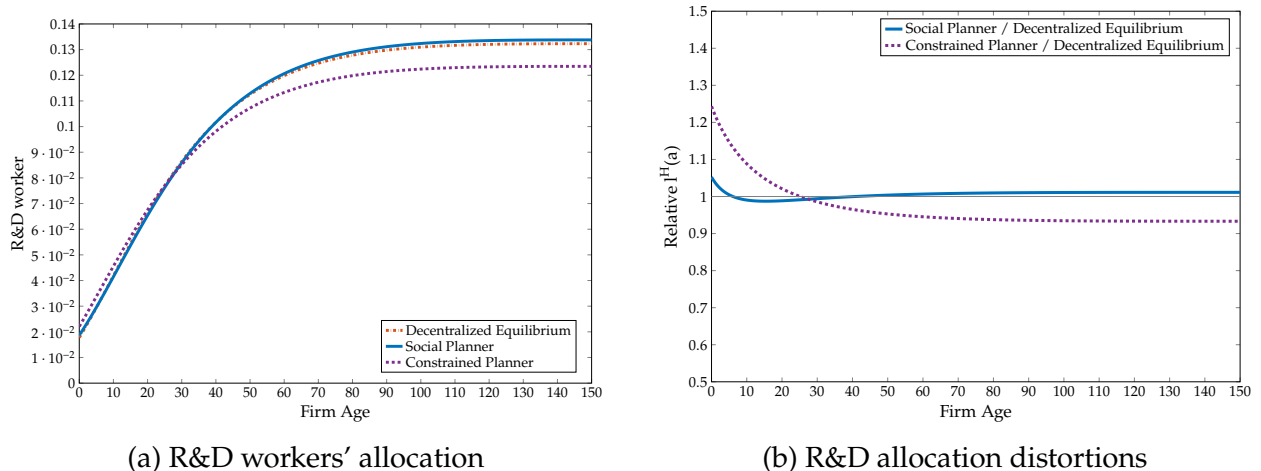 0.14
0.13
0.12
0.11
0.1
9 · 10⁻²
8 · 10⁻²
7 · 10⁻²
6 · 10⁻²
5 · 10⁻²
4 · 10⁻²
3 · 10⁻²
2 · 10⁻²
1 · 10⁻²
0
R&D worker
0 10 20 30 40 50 60 70 80 90 100 110 120 130 140 150
Firm Age
Decentralized Equilibrium
Social Planner
Constrained Planner
(a) R&D workers' allocation
1.5
1.4
1.3
1.2
1.1
1
0.9
0.8
0.7
0.6
0.5
Relative lᴴ(a)
0 10 20 30 40 50 60 70 80 90 100 110 120 130 140 150
Firm Age
Social Planner / Decentralized Equilibrium
Constrained Planner / Decentralized Equilibrium
(b) R&D allocation distortions